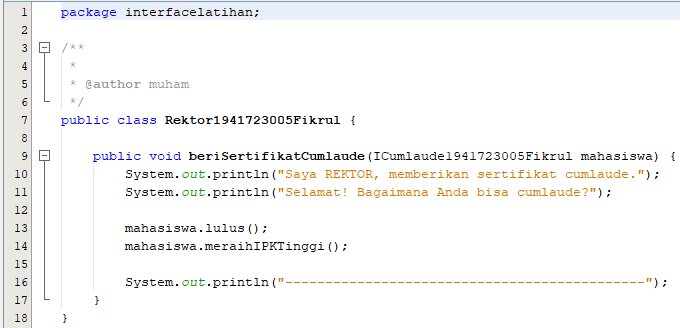 1 package interfacelatihan;
2
3 /**
4 *
5 * @author muham
6 */
7 public class Rektor1941723005Fikrul {
8
9 public void beriSertifikatCumlaude(ICumlaude1941723005Fikrul mahasiswa) {
10 System.out.println("Saya REKTOR, memberikan sertifikat cumlaude.");
11 System.out.println("Selamat! Bagaimana Anda bisa cumlaude?");
12
13 mahasiswa.lulus();
14 mahasiswa.meraihIPKTinggi();
15
16 System.out.println("---------------------------------------------");
17 }
18 }